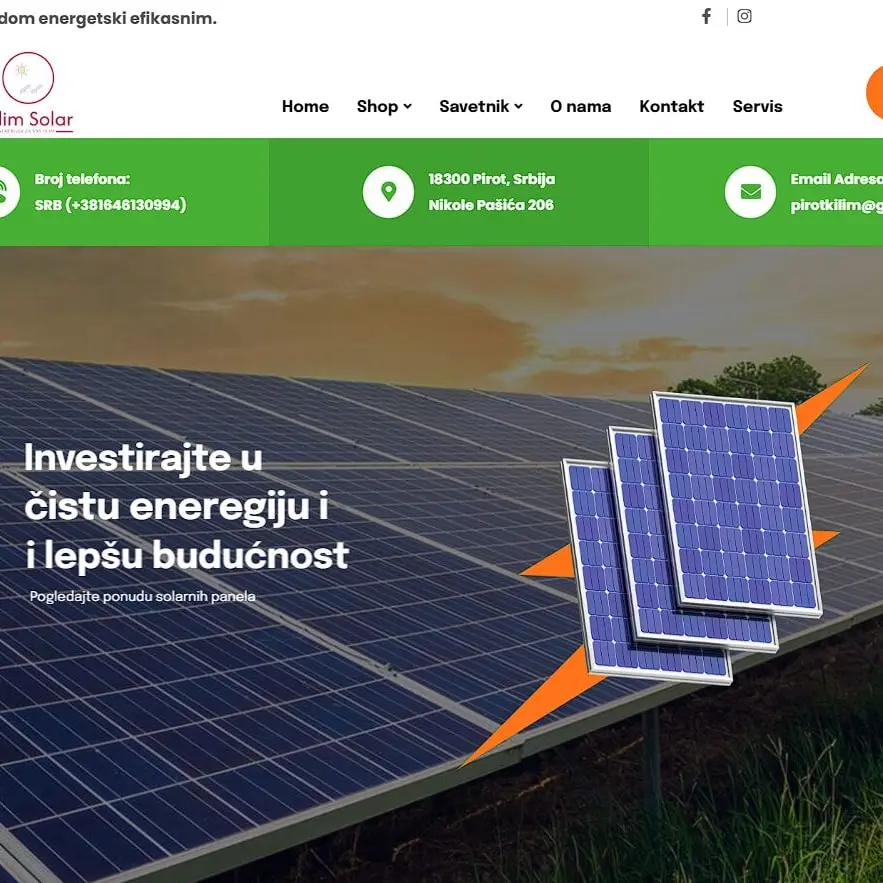 dom energetski efikasnim.
lim Solar
Home Shop Savetnik O nama Kontakt Servis
Broj telefona:
SRB (+381646130994)
18300 Pirot, Srbija
Nikole Pašića 206
Email Adresa
pirotkilim@g
Investirajte u
čistu eneregiju i
i lepšu budućnost
Pogledajte ponudu solarnih panela